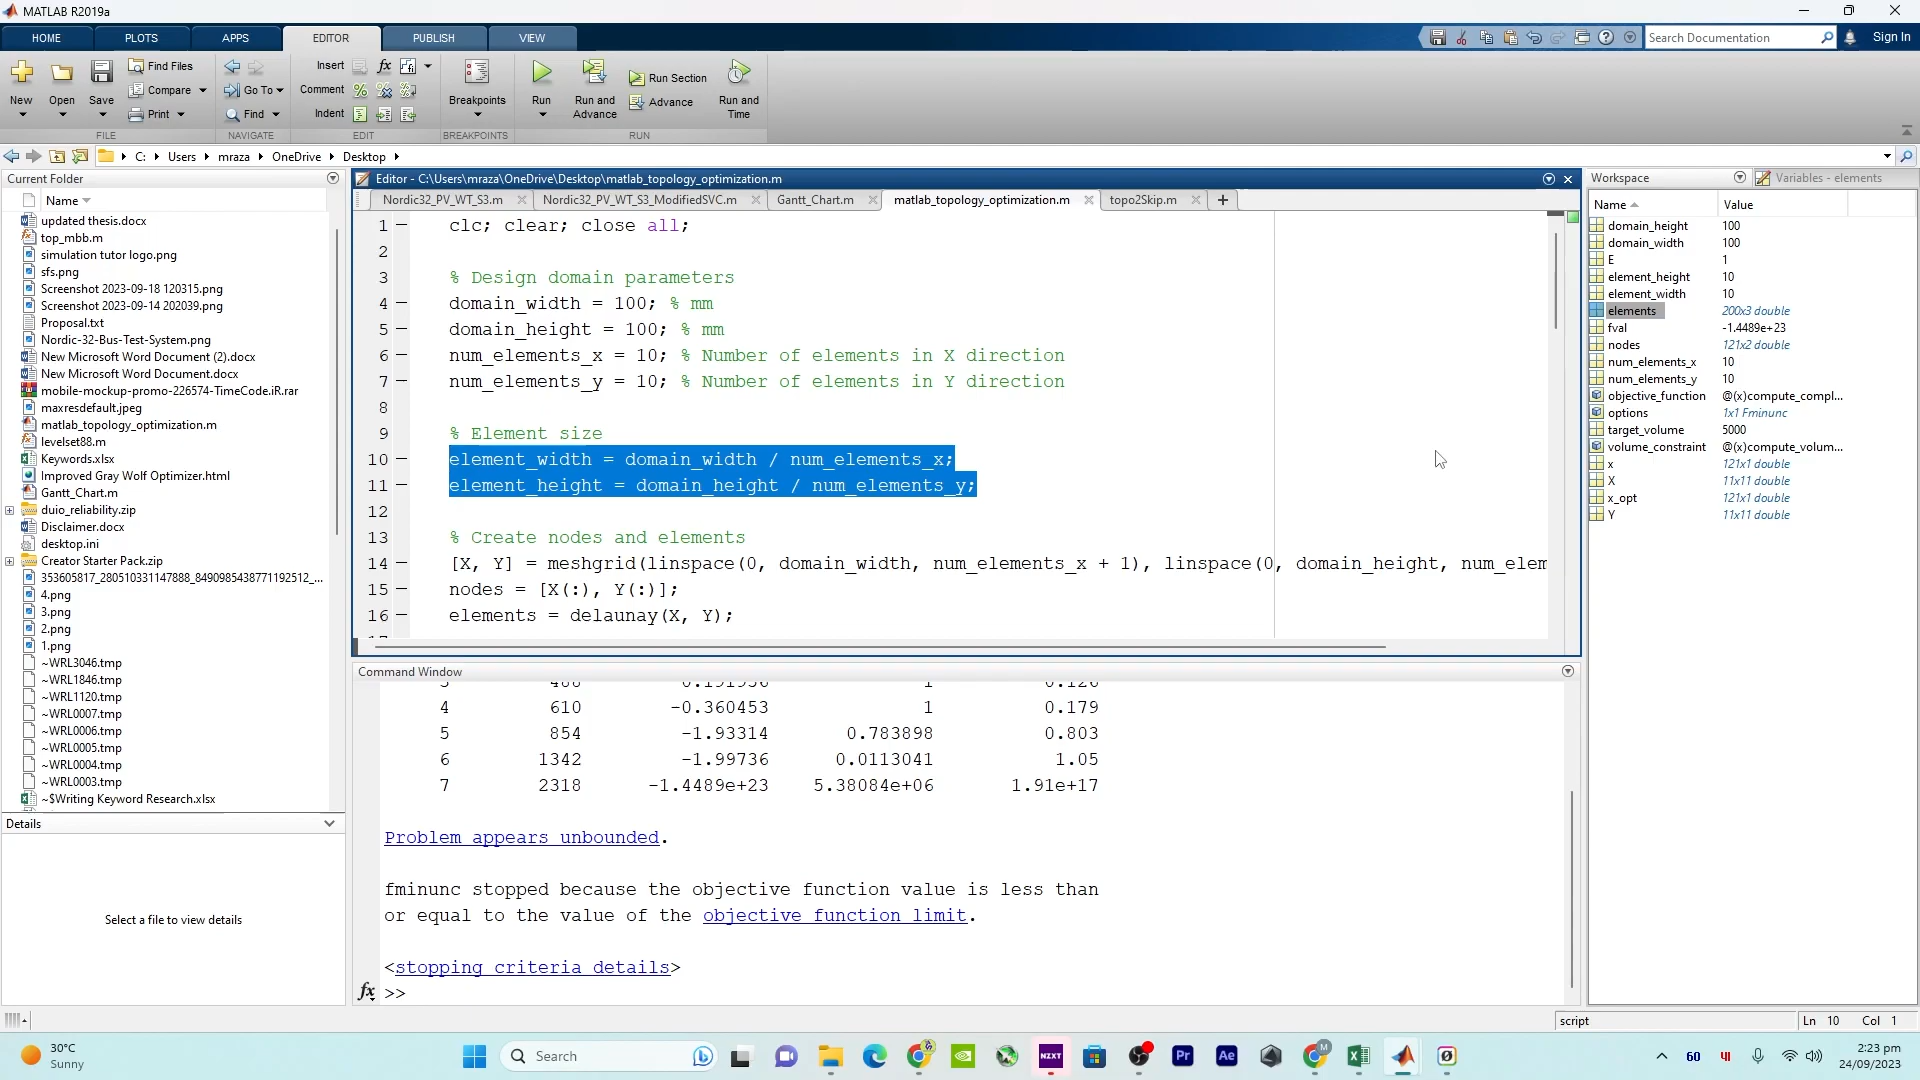 MATLAB R2019a
HOME
PLOTS
APPS
EDITOR
PUBLISH
VIEW
Search Documentation
Sign In
New
Open
Save
Find Files
Compare
Print
Go To
Find
Insert
fx
Comment
Indent
Breakpoints
Run
Run and
Advance
Run Section
Advance
Run and
Time
FILE
NAVIGATE
EDIT
BREAKPOINTS
RUN
C:
Users
mraza
OneDrive
Desktop
Current Folder
Name
updated thesis.docx
top_mbb.m
simulation tutor logo.png
sfs.png
Screenshot 2023-09-18 120315.png
Screenshot 2023-09-14 202039.png
Proposal.txt
Nordic-32-Bus-Test-System.png
New Microsoft Word Document (2).docx
New Microsoft Word Document.docx
mobile-mockup-promo-226574-TimeCode.iR.rar
maxresdefault.jpeg
matlab_topology_optimization.m
levelset88.m
Keywords.xlsx
Improved Gray Wolf Optimizer.html
Gantt_Chart.m
duio_reliability.zip
Disclaimer.docx
desktop.ini
Creator Starter Pack.zip
353605817_280510331147888_8490985438771192512_...
4.png
3.png
2.png
1.png
~WRL3046.tmp
~WRL1846.tmp
~WRL1120.tmp
~WRL0007.tmp
~WRL0006.tmp
~WRL0005.tmp
~WRL0004.tmp
~WRL0003.tmp
~$Writing Keyword Research.xlsx
Details
Select a file to view details
Editor - C:\Users\mraza\OneDrive\Desktop\matlab_topology_optimization.m
Nordic32_PV_WT_S3.m
Nordic32_PV_WT_S3_ModifiedSVC.m
Gantt_Chart.m
matlab_topology_optimization.m
topo2Skip.m
1 clc; clear; close all;
2
3 % Design domain parameters
4 domain_width = 100; % mm
5 domain_height = 100; % mm
6 num_elements_x = 10; % Number of elements in X direction
7 num_elements_y = 10; % Number of elements in Y direction
8
9 % Element size
10 element_width = domain_width / num_elements_x;
11 element_height = domain_height / num_elements_y;
12
13 % Create nodes and elements
14 [X, Y] = meshgrid(linspace(0, domain_width, num_elements_x + 1), linspace(0, domain_height, num_elem
15 nodes = [X(:), Y(:)];
16 elements = delaunay(X, Y);
Command Window
4 610 -0.360453 1 0.179
5 854 -1.93314 0.783898 0.803
6 1342 -1.99736 0.0113041 1.05
7 2318 -1.4489e+23 5.38084e+06 1.91e+17
Problem appears unbounded.
fminunc stopped because the objective function value is less than
or equal to the value of the objective function limit.
<stopping criteria details>
fx >>
Workspace
Variables - elements
Name Value
domain_height 100
domain_width 100
E 1
element_height 10
element_width 10
elements 200x3 double
fval -1.4489e+23
nodes 121x2 double
num_elements_x 10
num_elements_y 10
objective_function @(x)compute_compl...
options 1x1 Fminunc
target_volume 5000
volume_constraint @(x)compute_volum...
x 121x1 double
X 11x11 double
x_opt 121x1 double
Y 11x11 double
script
Ln 10 Col 1
30°C
Sunny
Search
NZXT
Pr
Ae
M
60
2:23 pm
24/09/2023